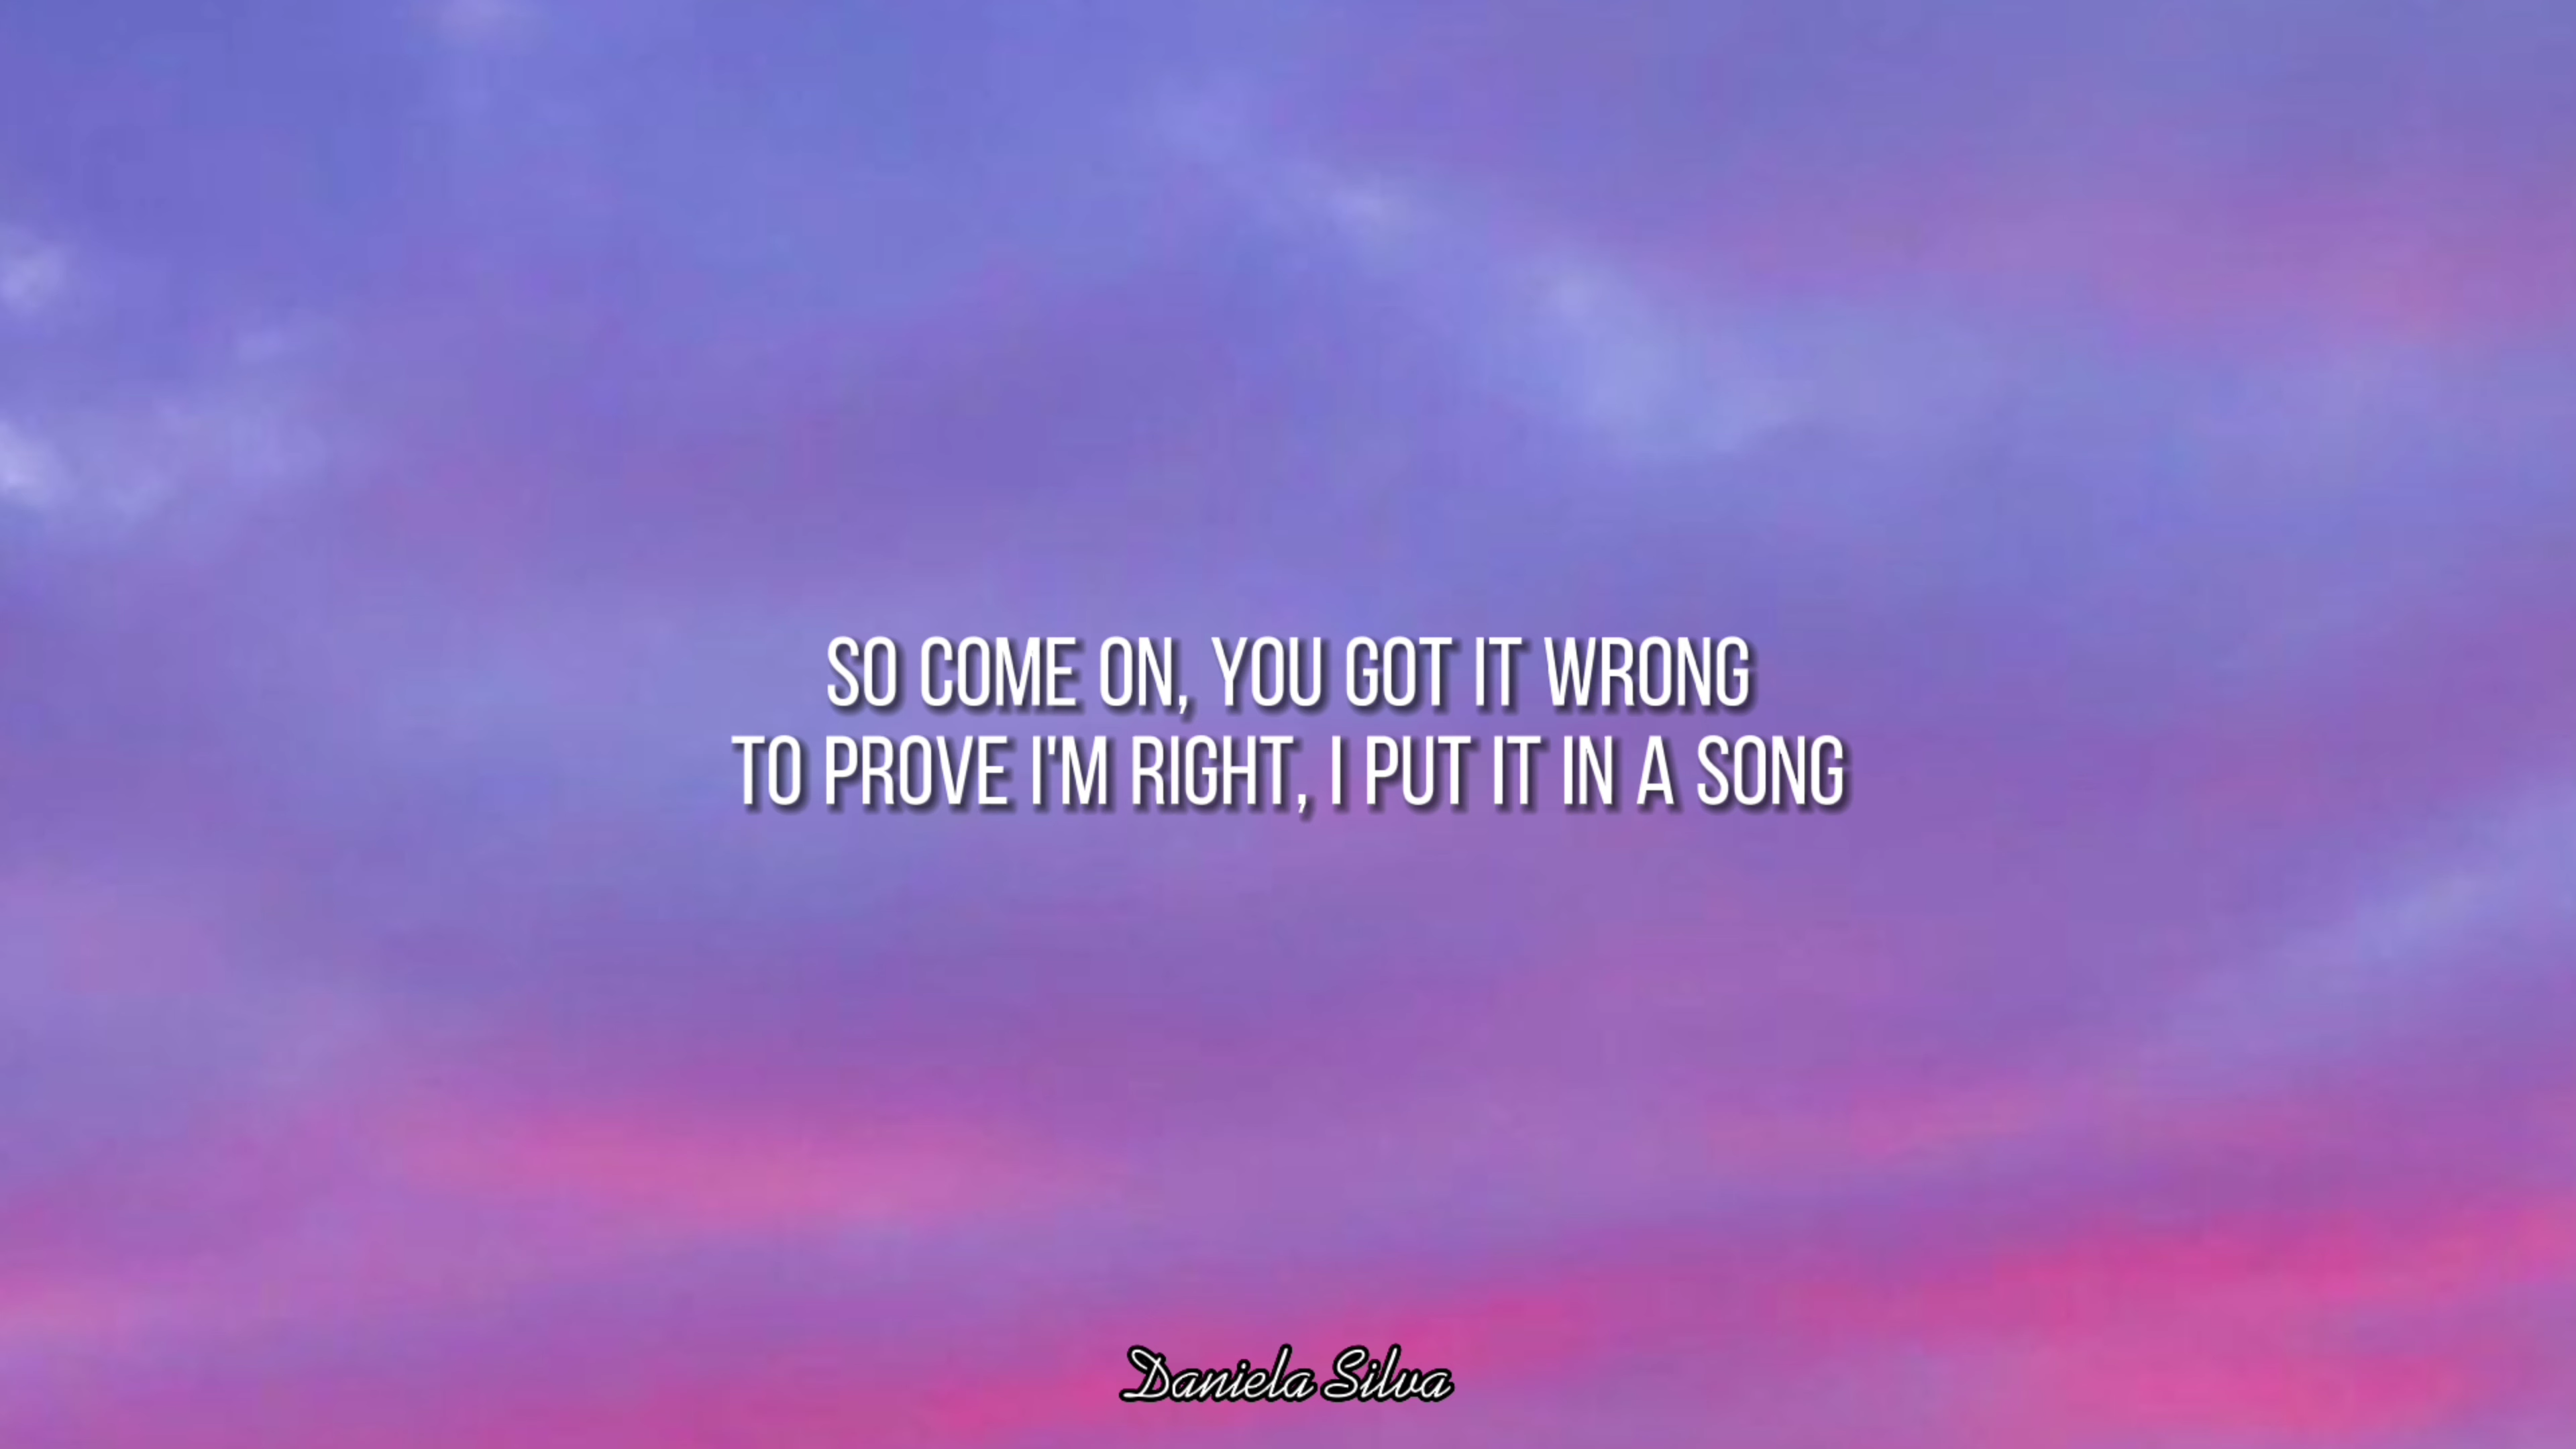 SO COME ON, YOU GOT IT WRONG
TO PROVE I'M RIGHT, I PUT IT IN A SONG
Daniela Silva